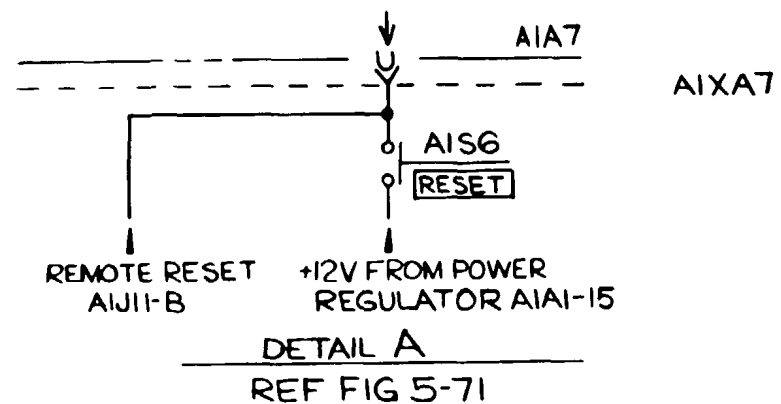 A1A7
A1XA7
A1S6
RESET
REMOTE RESET
A1J11-B
+12V FROM POWER
REGULATOR A1A1-15
DETAIL A
REF FIG 5-71